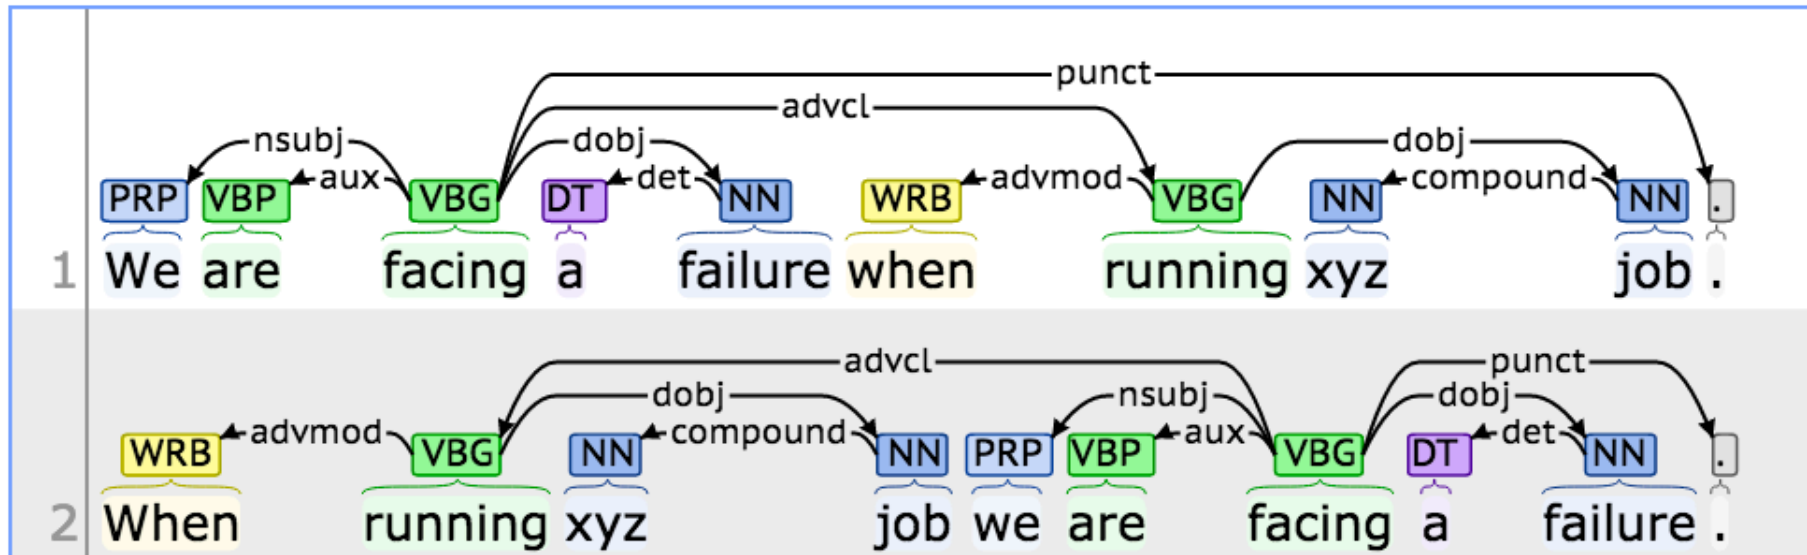 punct
advcl
nsubj dobj dobj
PRP VBP aux VBG DT det NN WRB advmod VBG NN compound NN .
1 We are facing a failure when running xyz job .
advcl punct
dobj nsubj dobj
WRB advmod VBG NN compound NN PRP VBP aux VBG DT det NN .
2 When running xyz job we are facing a failure .